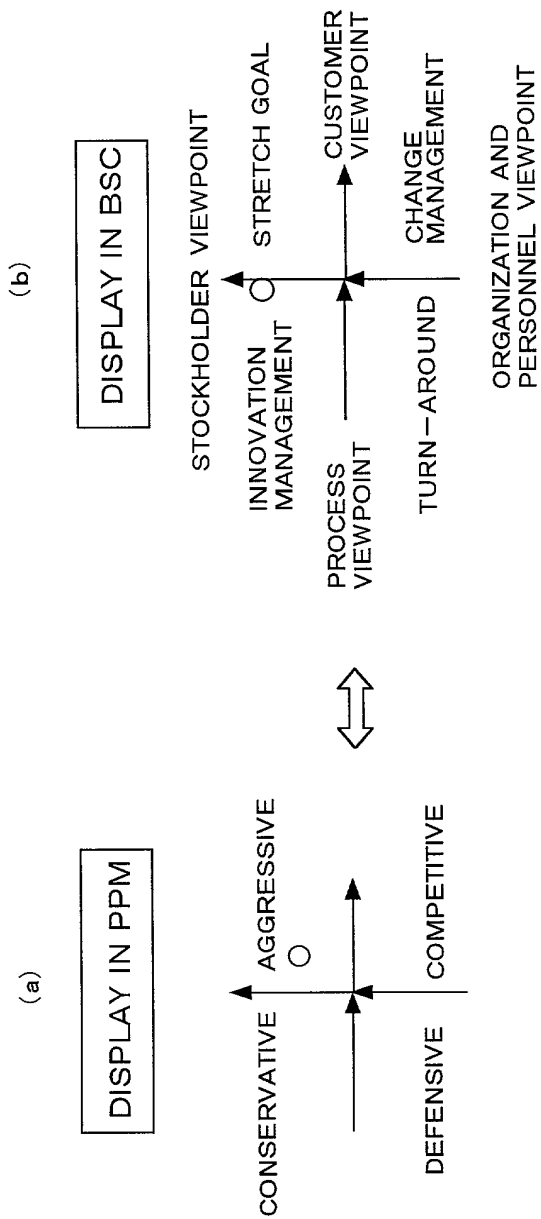 (a)
DISPLAY IN PPM
CONSERVATIVE
AGGRESSIVE
DEFENSIVE
COMPETITIVE
(b)
DISPLAY IN BSC
STOCKHOLDER VIEWPOINT
INNOVATION
MANAGEMENT
STRETCH GOAL
PROCESS
VIEWPOINT
CUSTOMER
VIEWPOINT
TURN-AROUND
CHANGE
MANAGEMENT
ORGANIZATION AND
PERSONNEL VIEWPOINT